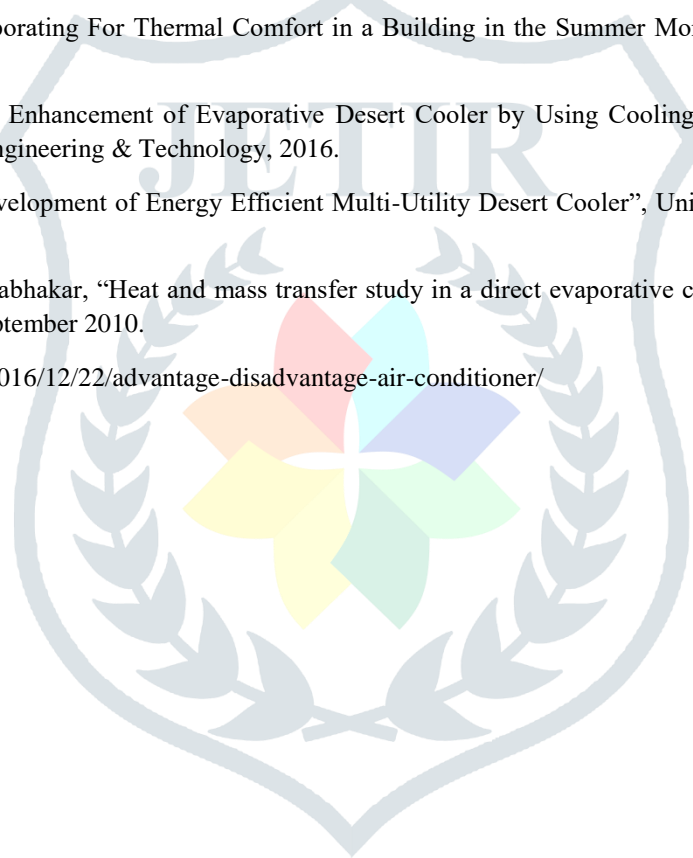 orating For Thermal Comfort in a Building in the Summer Mo
Enhancement of Evaporative Desert Cooler by Using Cooling
ngineering & Technology, 2016.
velopment of Energy Efficient Multi-Utility Desert Cooler”, Uni
abhakar, “Heat and mass transfer study in a direct evaporative c
ptember 2010.
016/12/22/advantage-disadvantage-air-conditioner/
JETIR